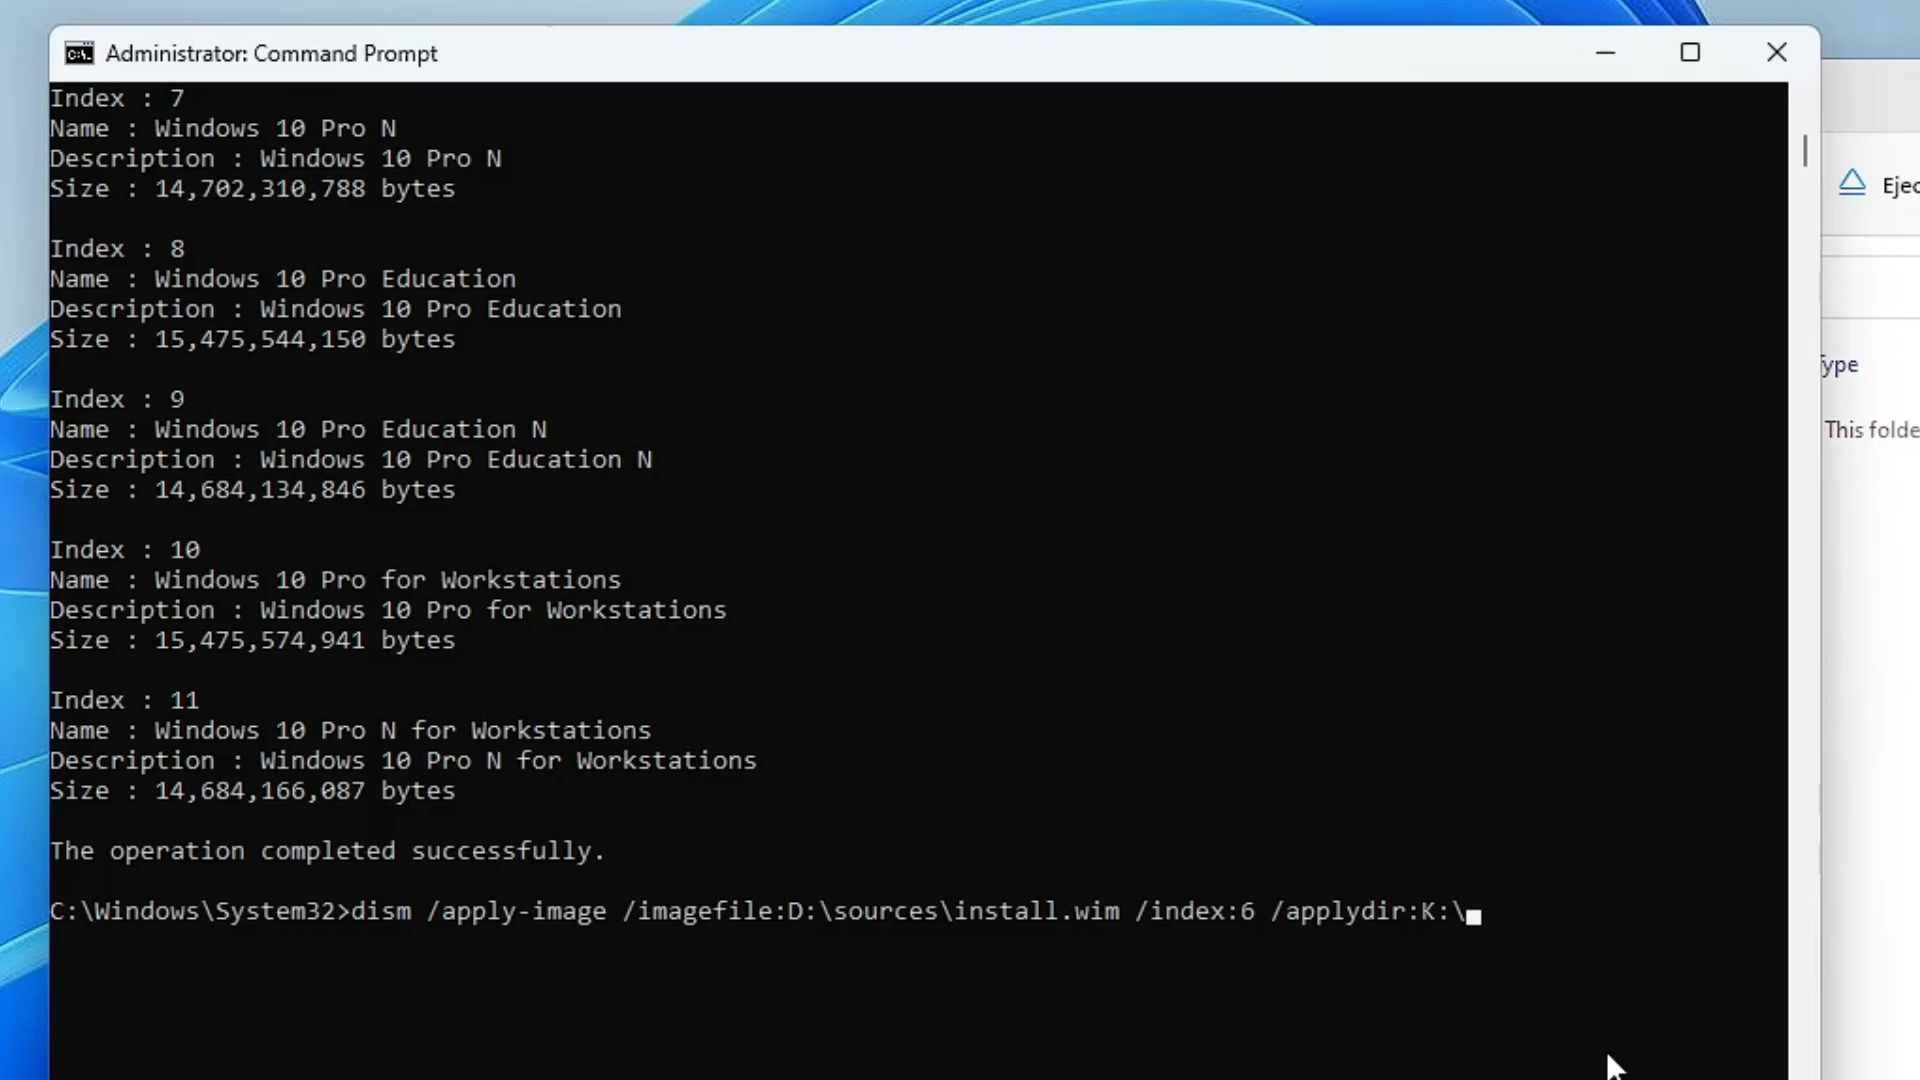 Administrator: Command Prompt
Index : 7
Name : Windows 10 Pro N
Description : Windows 10 Pro N
Size : 14,702,310,788 bytes
Index : 8
Name : Windows 10 Pro Education
Description : Windows 10 Pro Education
Size : 15,475,544,150 bytes
Index : 9
Name : Windows 10 Pro Education N
Description : Windows 10 Pro Education N
Size : 14,684,134,846 bytes
Index : 10
Name : Windows 10 Pro for Workstations
Description : Windows 10 Pro for Workstations
Size : 15,475,574,941 bytes
Index : 11
Name : Windows 10 Pro N for Workstations
Description : Windows 10 Pro N for Workstations
Size : 14,684,166,087 bytes
The operation completed successfully.
C:\Windows\System32>dism /apply-image /imagefile:D:\sources\install.wim /index:6 /applydir:K:\
Ejec
Type
This folde